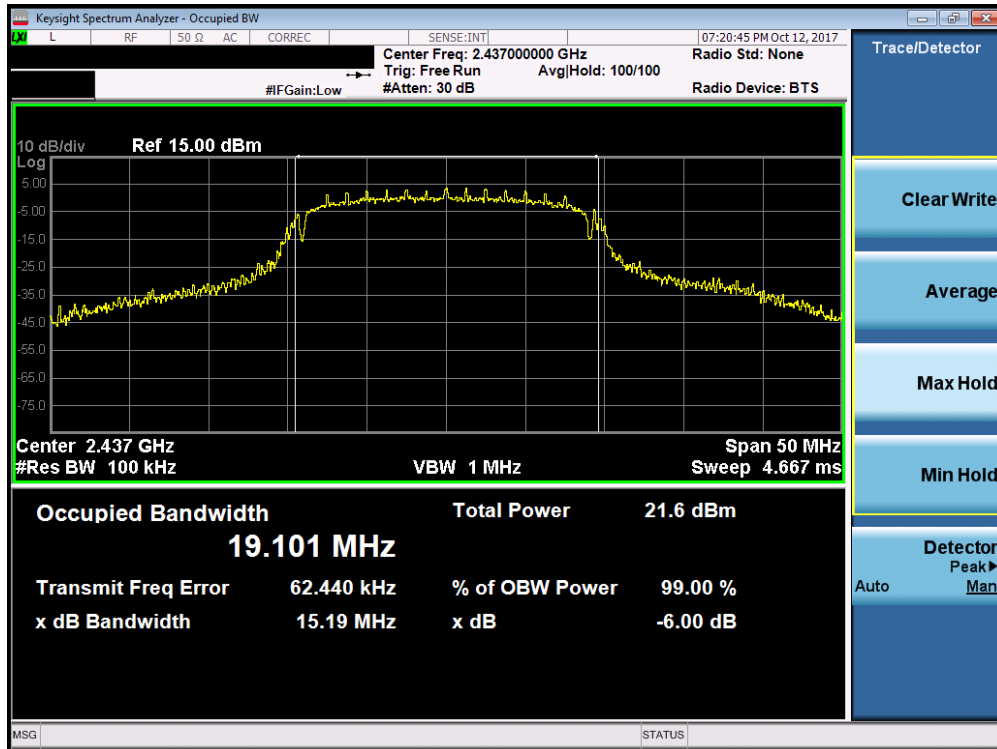 Keysight Spectrum Analyzer - Occupied BW
LXI L RF 50 Ω AC CORREC SENSE:INT 07:20:45 PM Oct 12, 2017
Center Freq: 2.437000000 GHz Radio Std: None
Trig: Free Run Avg|Hold: 100/100
#IFGain:Low #Atten: 30 dB Radio Device: BTS
Trace/Detector
10 dB/div Ref 15.00 dBm
Log
5.00
-5.00
-15.0
-25.0
-35.0
-45.0
-55.0
-65.0
-75.0
Center 2.437 GHz Span 50 MHz
#Res BW 100 kHz VBW 1 MHz Sweep 4.667 ms
Occupied Bandwidth Total Power 21.6 dBm
19.101 MHz
Transmit Freq Error 62.440 kHz % of OBW Power 99.00 %
x dB Bandwidth 15.19 MHz x dB -6.00 dB
Clear Write
Average
Max Hold
Min Hold
Detector
Peak▶
Auto Man
MSG STATUS